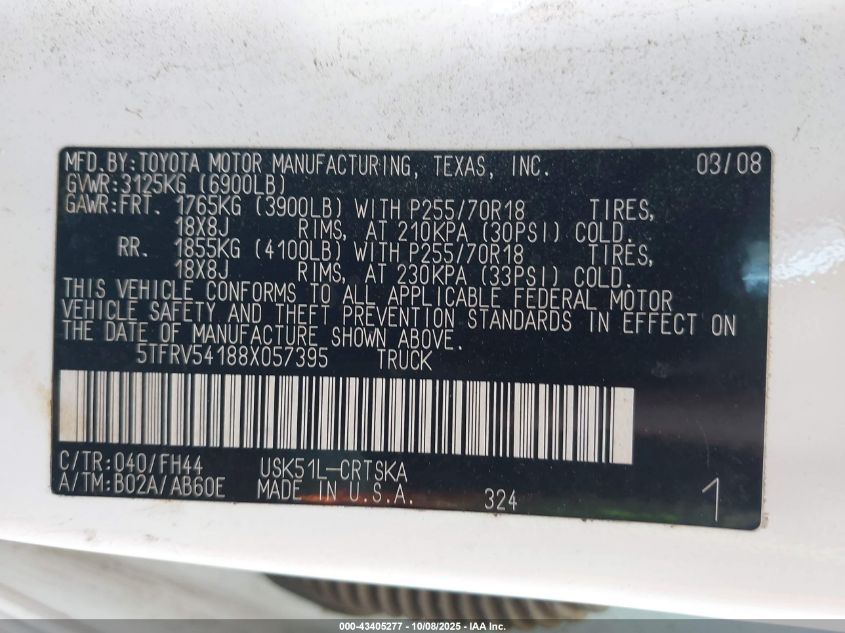 MFD.BY:TOYOTA MOTOR MANUFACTURING, TEXAS, INC. 03/08
GVWR:3125KG (6900LB)
GAWR:FRT. 1765KG (3900LB) WITH P255/70R18 TIRES,
18X8J RIMS, AT 210KPA (30PSI) COLD.
RR. 1855KG (4100LB) WITH P255/70R18 TIRES,
18X8J RIMS, AT 230KPA (33PSI) COLD.
THIS VEHICLE CONFORMS TO ALL APPLICABLE FEDERAL MOTOR
VEHICLE SAFETY AND THEFT PREVENTION STANDARDS IN EFFECT ON
THE DATE OF MANUFACTURE SHOWN ABOVE.
5TFRV54188X057395 TRUCK
C/TR:040/FH44 USK51L-CRTSKA
A/TM:B02A/AB60E MADE IN U.S.A. 324 1
000-43405277 - 10/08/2025 - IAA Inc.